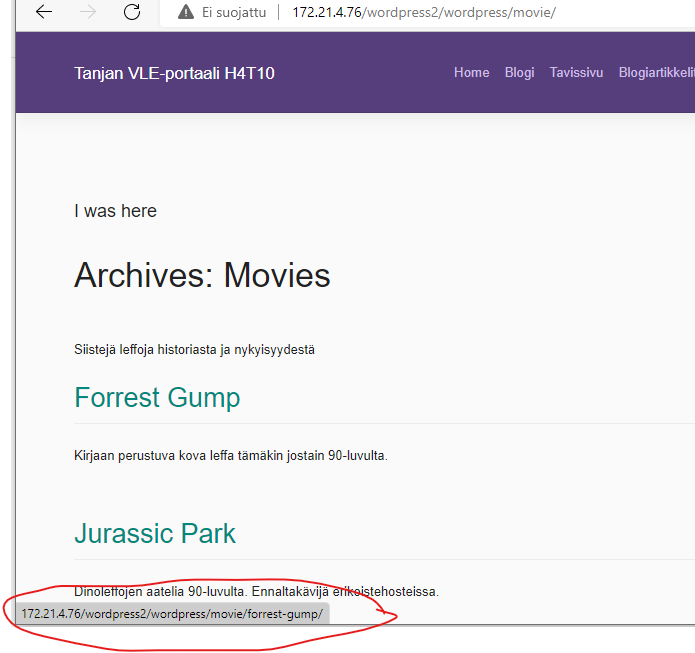 Ei suojattu | 172.21.4.76/wordpress2/wordpress/movie/
Tanjan VLE-portaali H4T10 Home Blogi Tavissivu Blogiartikkelit
I was here
Archives: Movies
Siistejä leffoja historiasta ja nykyisyydestä
Forrest Gump
Kirjaan perustuva kova leffa tämäkin jostain 90-luvulta.
Jurassic Park
Dinoleffojen aatelia 90-luvulta. Ennaltakävijä erikoistehosteissa.
172.21.4.76/wordpress2/wordpress/movie/forrest-gump/